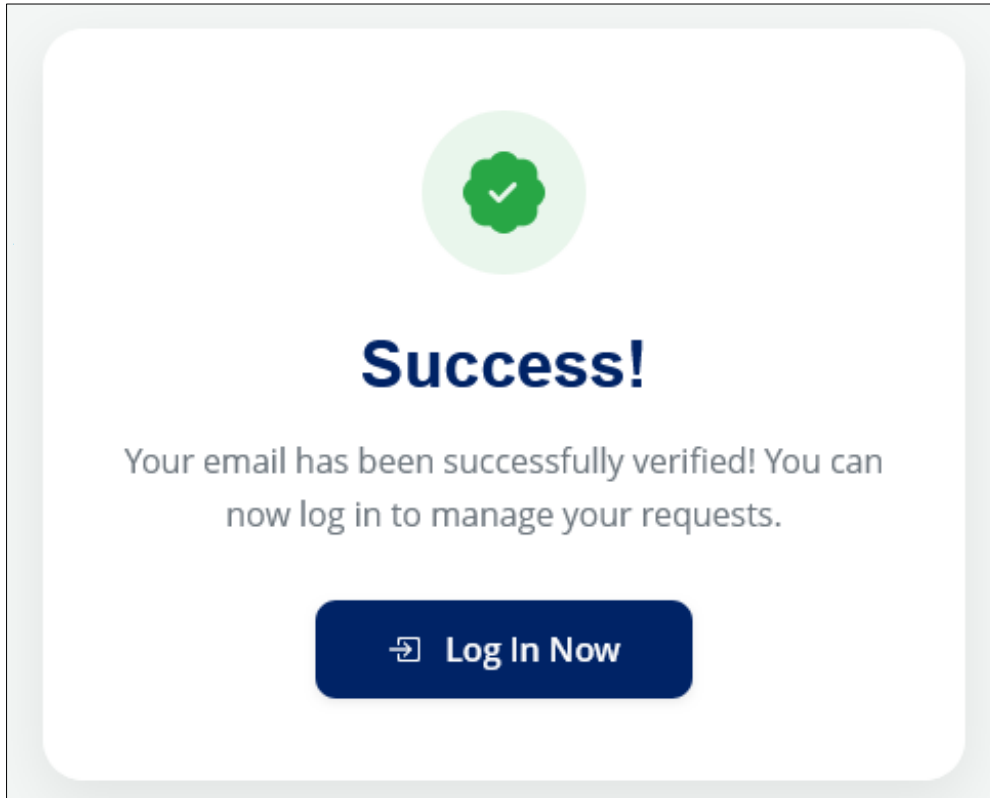 Success!
Your email has been successfully verified! You can
now log in to manage your requests.
Log In Now